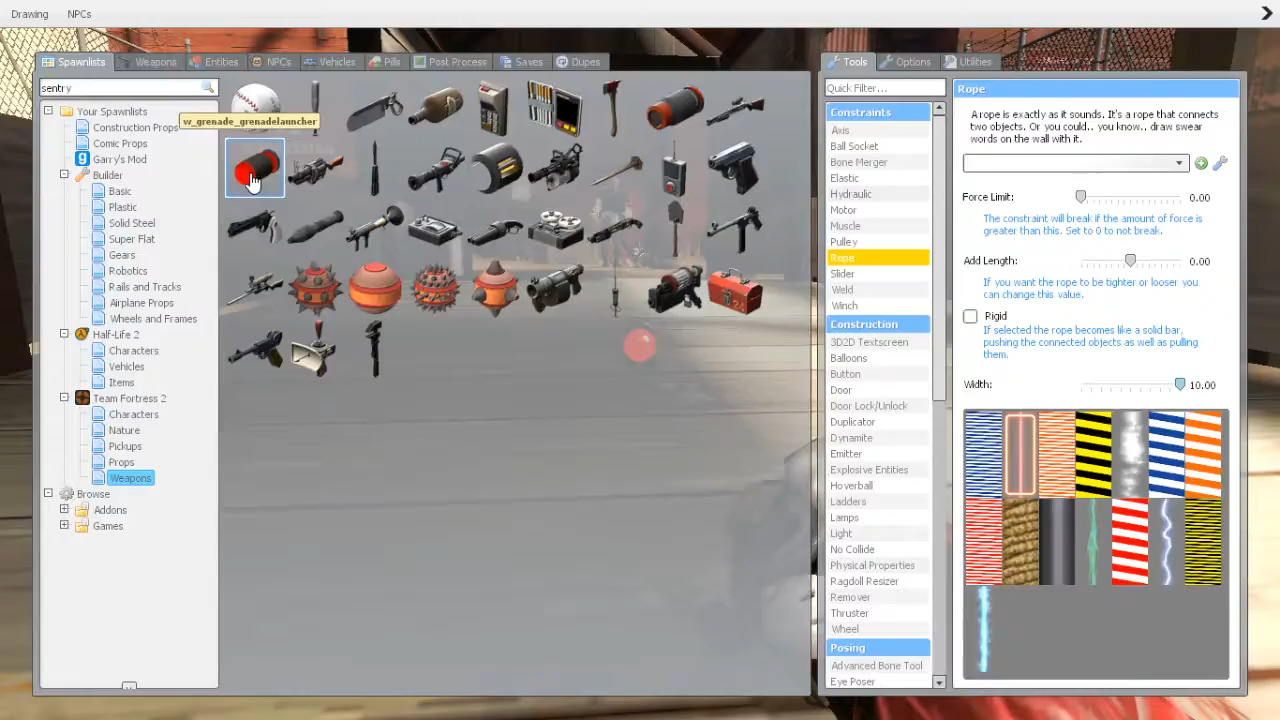 Drawing NPCs
Spawnlists Weapons Entities NPCs Vehicles Pills Post Process Saves Dupes
sentry
Your Spawnlists
Construction Props
Comic Props
Garry's Mod
Builder
Basic
Plastic
Solid Steel
Super Flat
Gears
Robotics
Rails and Tracks
Airplane Props
Wheels and Frames
Half-Life 2
Characters
Vehicles
Items
Team Fortress 2
Characters
Nature
Pickups
Props
Weapons
Browse
Addons
Games
w_grenade_grenadelauncher
Tools Options Utilities
Quick Filter...
Constraints
Axis
Ball Socket
Bone Merger
Elastic
Hydraulic
Motor
Muscle
Pulley
Rope
Slider
Weld
Winch
Construction
3D2D Textscreen
Balloons
Button
Door
Door Lock/Unlock
Duplicator
Dynamite
Emitter
Explosive Entities
Hoverball
Ladders
Lamps
Light
No Collide
Physical Properties
Ragdoll Resizer
Remover
Thruster
Wheel
Posing
Advanced Bone Tool
Eye Poser
Rope
A rope is exactly as it sounds. It's a rope that connects
two objects. Or you could.. you know.. draw swear
words on the wall with it.
Force Limit: 0.00
The constraint will break if the amount of force is
greater than this. Set to 0 to not break.
Add Length: 0.00
If you want the rope to be tighter or looser you
can change this value.
Rigid
If selected the rope becomes like a solid bar,
pushing the connected objects as well as pulling
them.
Width: 10.00